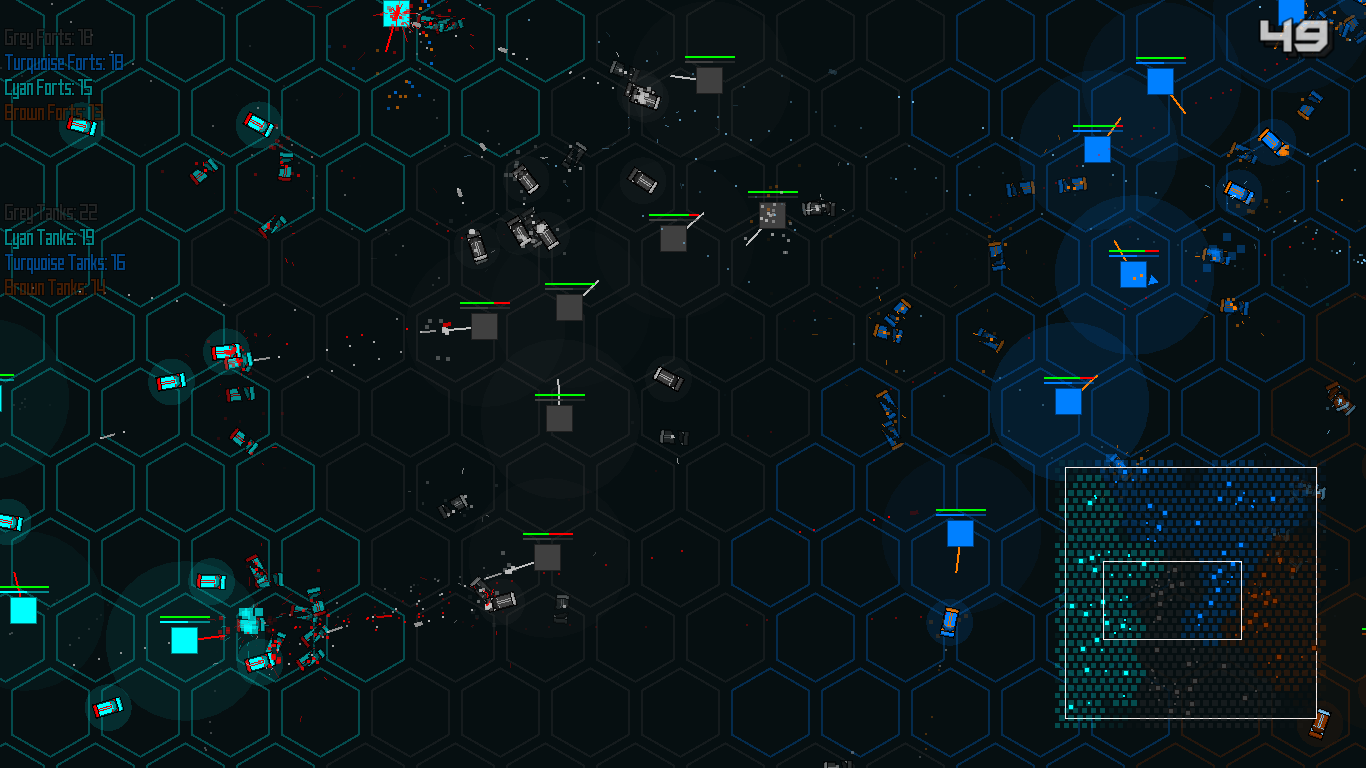 49
Grey Forts: 18
Turquoise Forts: 18
Cyan Forts: 15
Brown Forts: 13
Grey Tanks: 22
Cyan Tanks: 19
Turquoise Tanks: 16
Brown Tanks: 14